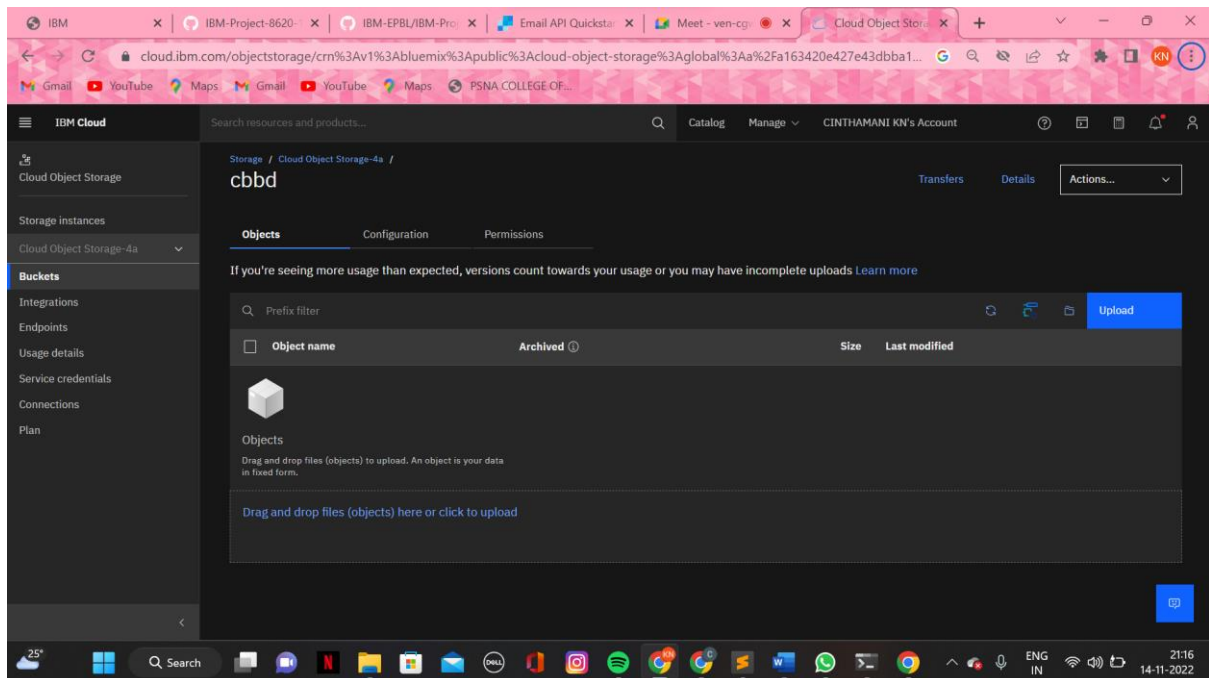 IBM
IBM-Project-8620-1
IBM-EPBL/IBM-Proj
Email API Quickstar
Meet - ven-cgv
Cloud Object Stora
cloud.ibm.com/objectstorage/crn%3Av1%3Abluemix%3Apublic%3Acloud-object-storage%3Aglobal%3Aa%2Fa163420e427e43dbba1...
Gmail YouTube Maps Gmail YouTube Maps PSNA COLLEGE OF...
KN
IBM Cloud
Search resources and products...
Catalog Manage CINTHAMANI KN's Account
Cloud Object Storage
Storage instances
Cloud Object Storage-4a
Buckets
Integrations
Endpoints
Usage details
Service credentials
Connections
Plan
Storage / Cloud Object Storage-4a /
cbbd
Transfers Details Actions...
Objects Configuration Permissions
If you're seeing more usage than expected, versions count towards your usage or you may have incomplete uploads Learn more
Prefix filter
Upload
Object name Archived Size Last modified
Objects
Drag and drop files (objects) to upload. An object is your data
in fixed form.
Drag and drop files (objects) here or click to upload
25°
Search
DELL
ENG
IN
21:16
14-11-2022